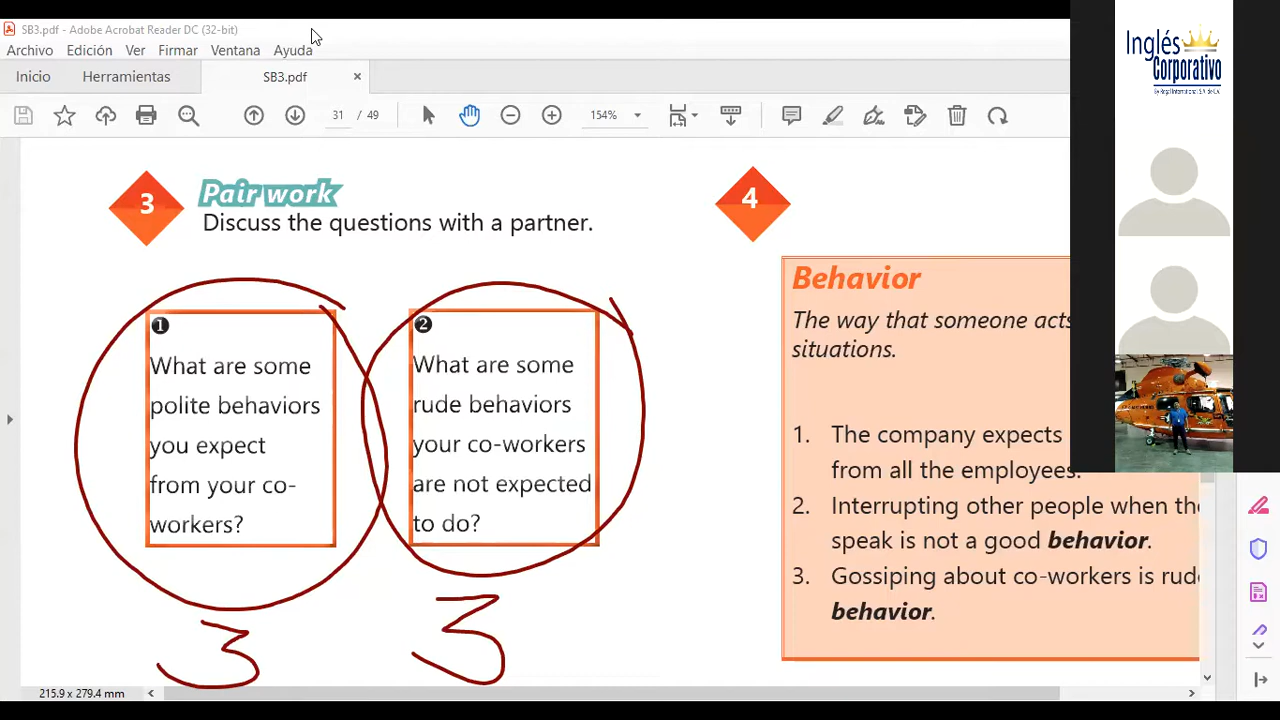 SB3.pdf - Adobe Acrobat Reader DC (32-bit)
Archivo Edición Ver Firmar Ventana Ayuda
Inicio Herramientas SB3.pdf ×
31 / 49 154%
3 Pair work
Discuss the questions with a partner.
1
What are some
polite behaviors
you expect
from your co-
workers?
3
2
What are some
rude behaviors
your co-workers
are not expected
to do?
3
4
Behavior
The way that someone acts
situations.
1. The company expects
from all the employees.
2. Interrupting other people when the
speak is not a good behavior.
3. Gossiping about co-workers is rud
behavior.
215.9 x 279.4 mm
Inglés
Corporativo